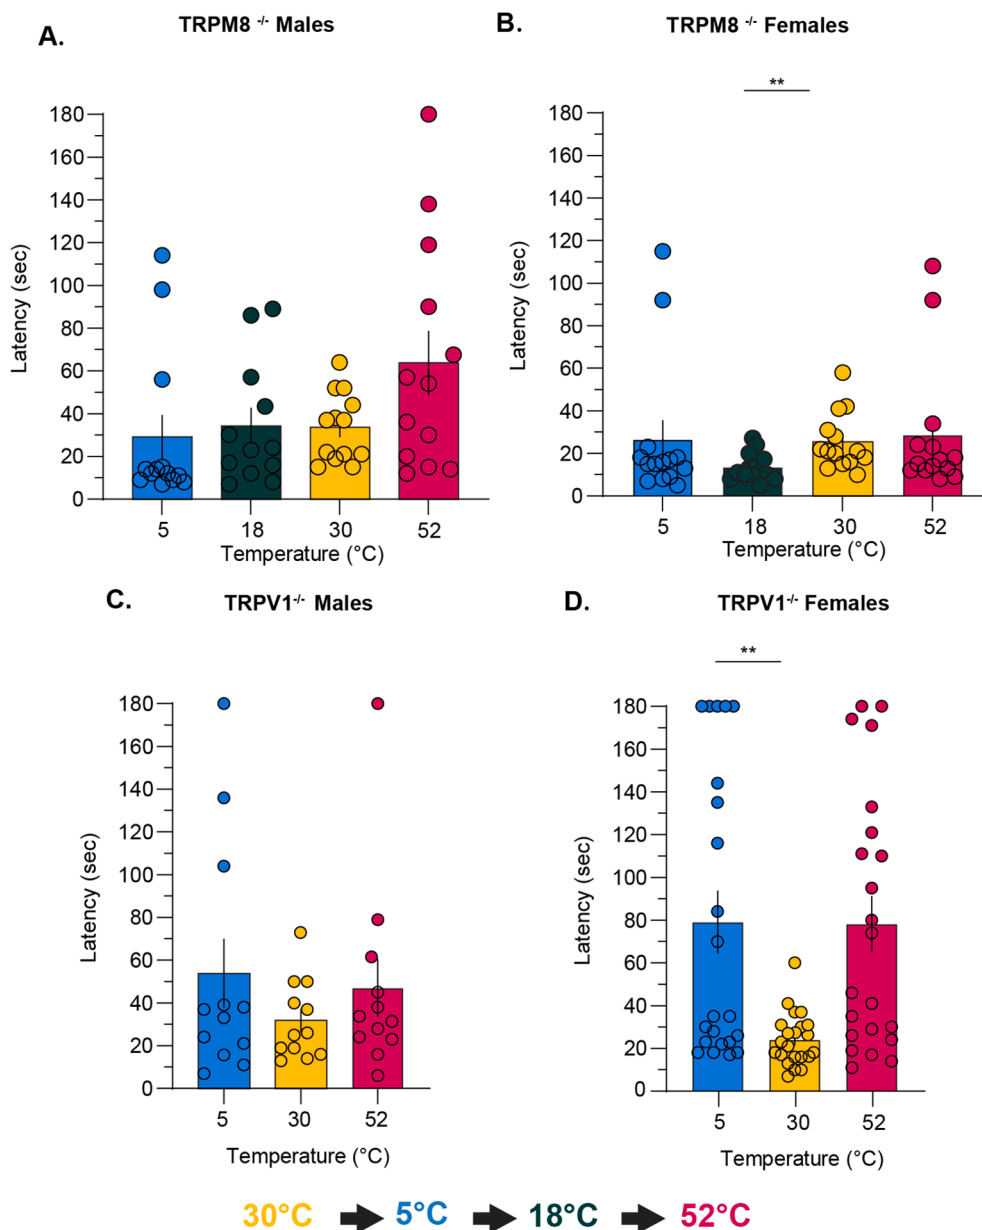 A.
TRPM8 -/- Males
Latency (sec)
180
160
140
120
100
80
60
40
20
0
5 18 30 52
Temperature (°C)
B.
TRPM8 -/- Females
**
Latency (sec)
180
160
140
120
100
80
60
40
20
0
5 18 30 52
Temperature (°C)
C.
TRPV1-/- Males
Latency (sec)
180
160
140
120
100
80
60
40
20
0
5 30 52
Temperature (°C)
D.
TRPV1-/- Females
**
Latency (sec)
180
160
140
120
100
80
60
40
20
0
5 30 52
Temperature (°C)
30°C 5°C 18°C 52°C